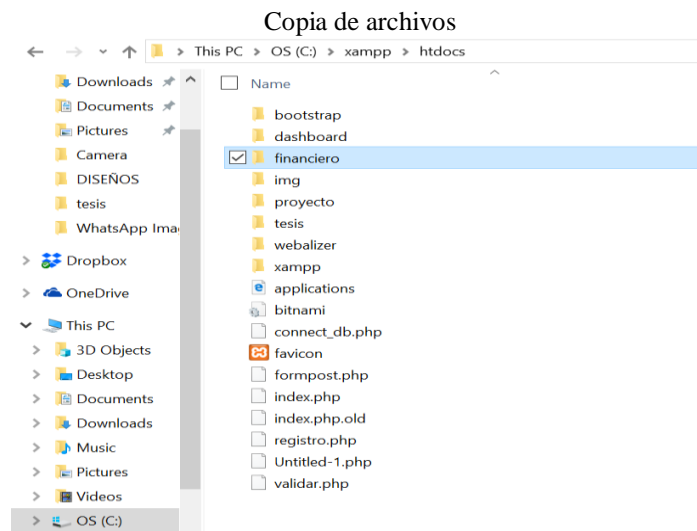 Copia de archivos
This PC > OS (C:) > xampp > htdocs
Downloads
Documents
Pictures
Camera
DISEÑOS
tesis
WhatsApp Ima
Dropbox
OneDrive
This PC
3D Objects
Desktop
Documents
Downloads
Music
Pictures
Videos
OS (C:)
Name
bootstrap
dashboard
financiero
img
proyecto
tesis
webalizer
xampp
applications
bitnami
connect_db.php
favicon
formpost.php
index.php
index.php.old
registro.php
Untitled-1.php
validar.php